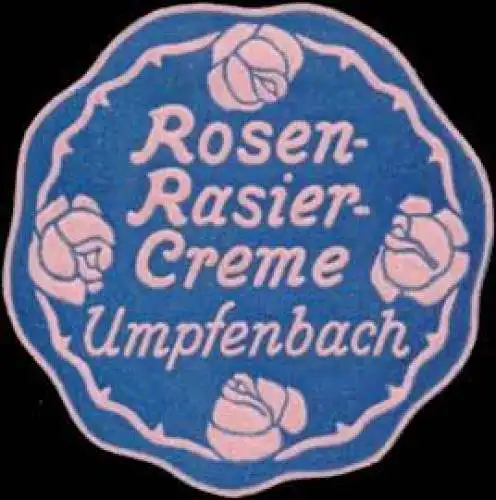 Rosen-
Rasier-
Creme
Umpfenbach